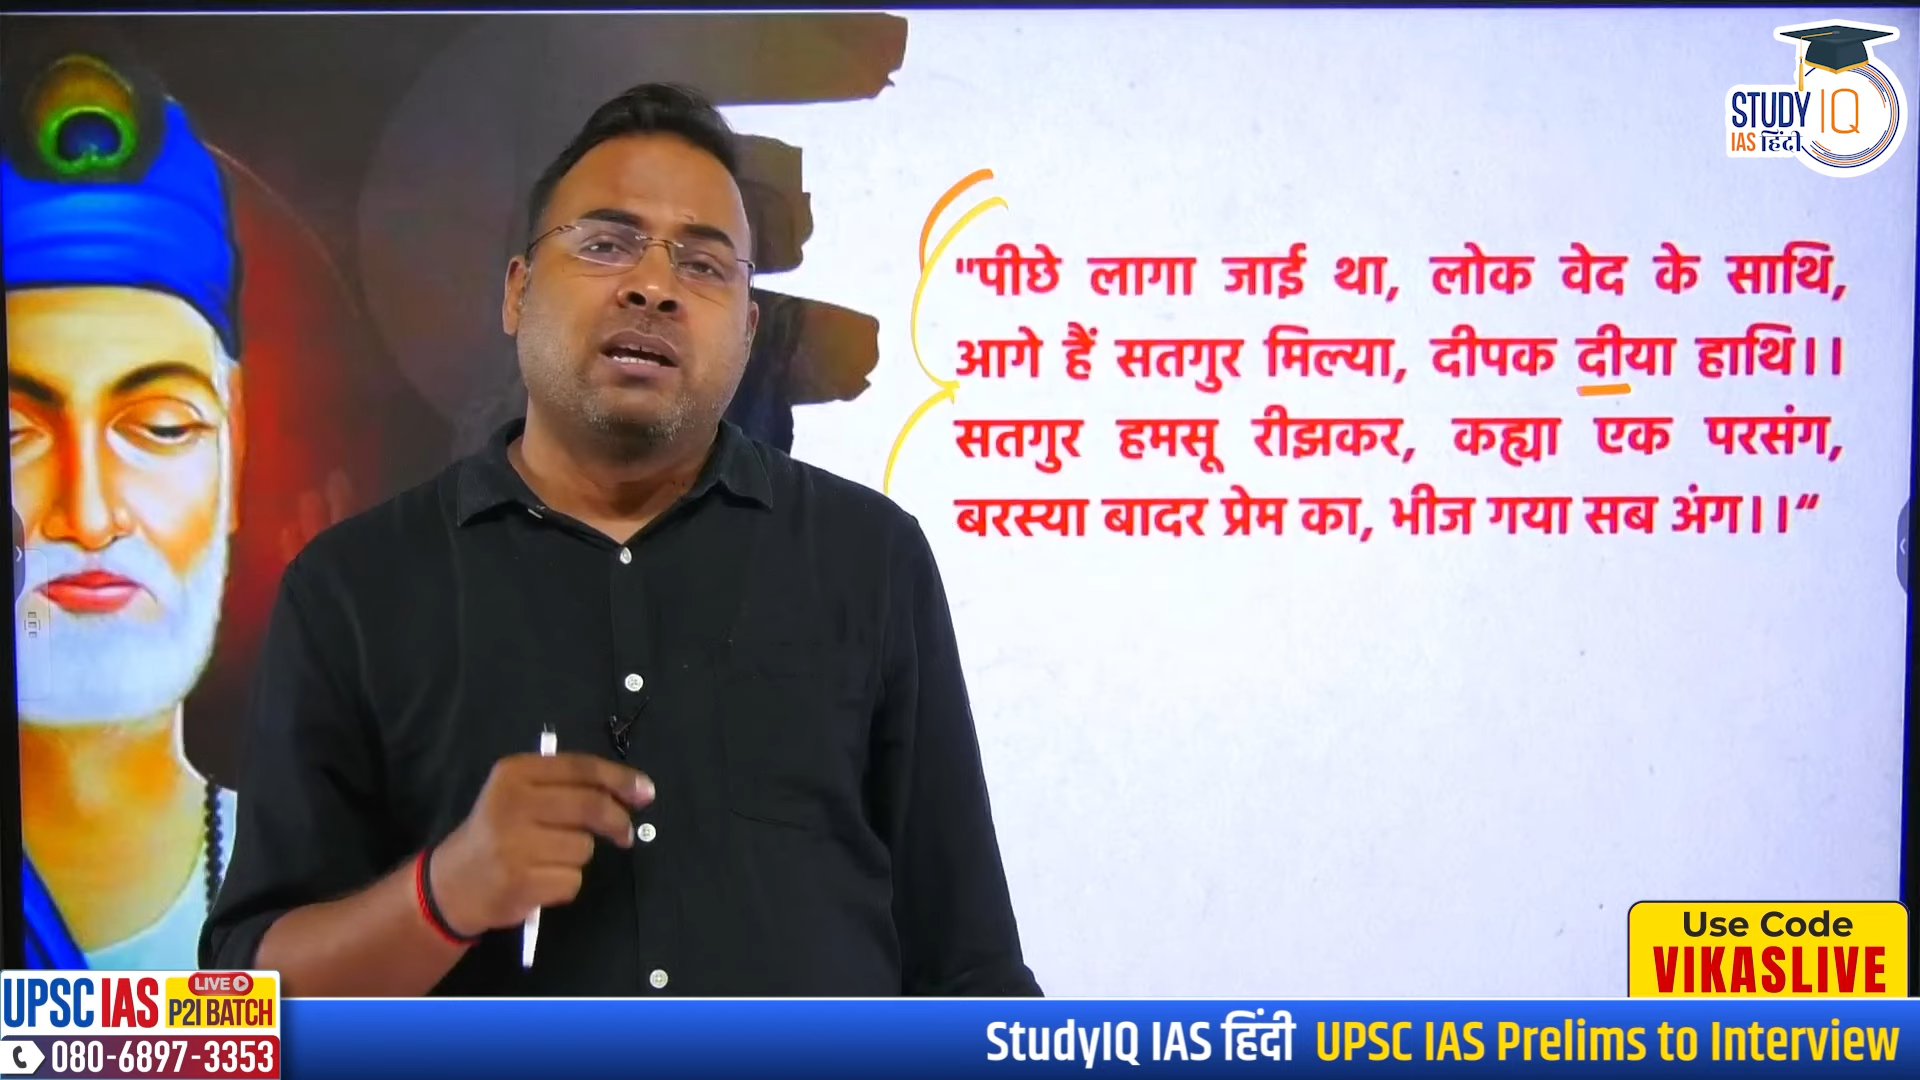 STUDY IQ
IAS हिंदी
"पीछे लागा जाई था, लोक वेद के साथि,
आगे हैं सतगुर मिल्या, दीपक दीया हाथि।।
सतगुर हमसू रीझकर, कह्या एक परसंग,
बरस्या बादर प्रेम का, भीज गया सब अंग।।“
Use Code
VIKASLIVE
UPSC IAS
LIVE
P2I BATCH
080-6897-3353
StudyIQ IAS हिंदी UPSC IAS Prelims to Interview